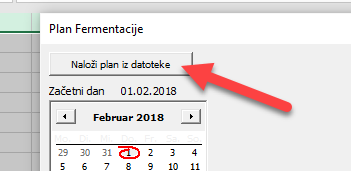 Plan Fermentacije
Naloži plan iz datoteke
Začetni dan 01.02.2018
Februar 2018
29 30 31 1 2 3 4
5 6 7 8 9 10 11